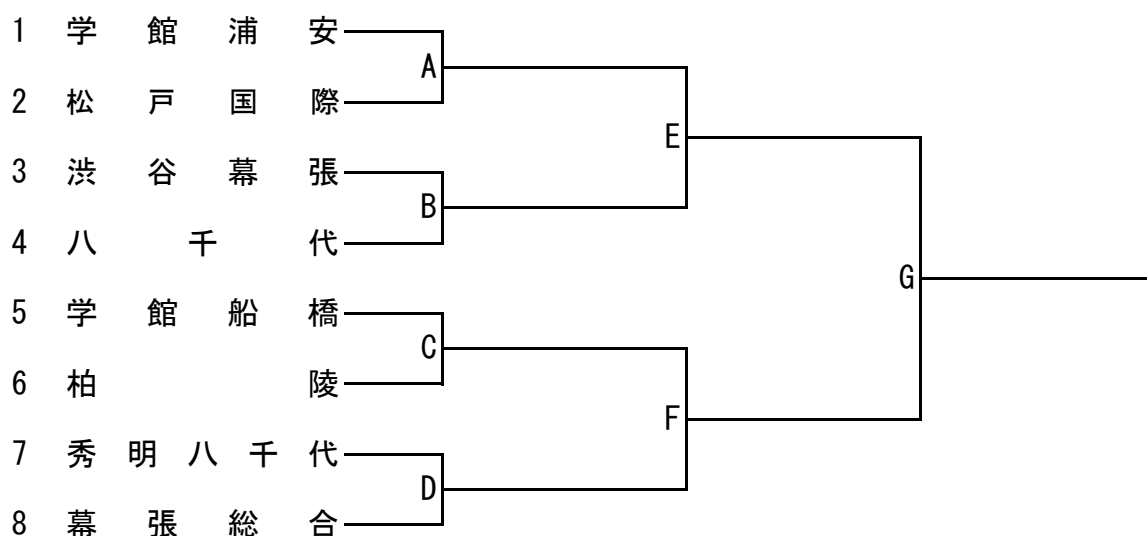 1 学館浦安
A
2 松戸国際
E
3 渋谷幕張
B
4 八千代
G
5 学館船橋
C
6 柏陵
F
7 秀明八千代
D
8 幕張総合